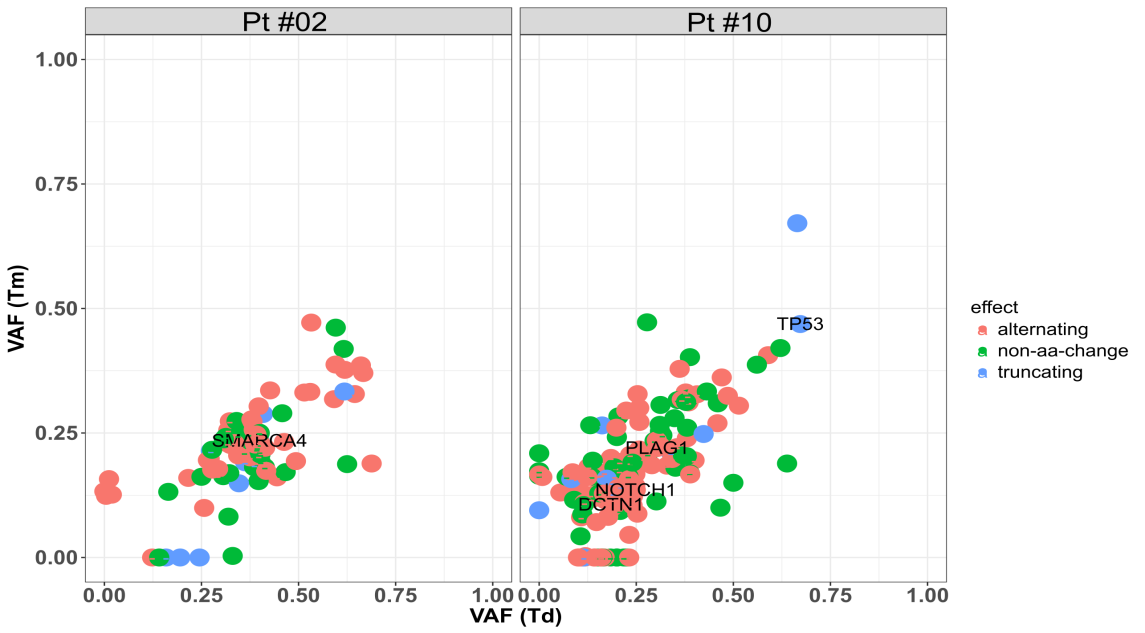 Pt #02
Pt #10
1.00
0.75
0.50
0.25
0.00
VAF (Tm)
TP53
SMARCA4
PLAG1
NOTCH1
DCTN1
effect
alternating
non-aa-change
truncating
0.00 0.25 0.50 0.75 1.00
0.00 0.25 0.50 0.75 1.00
VAF (Td)